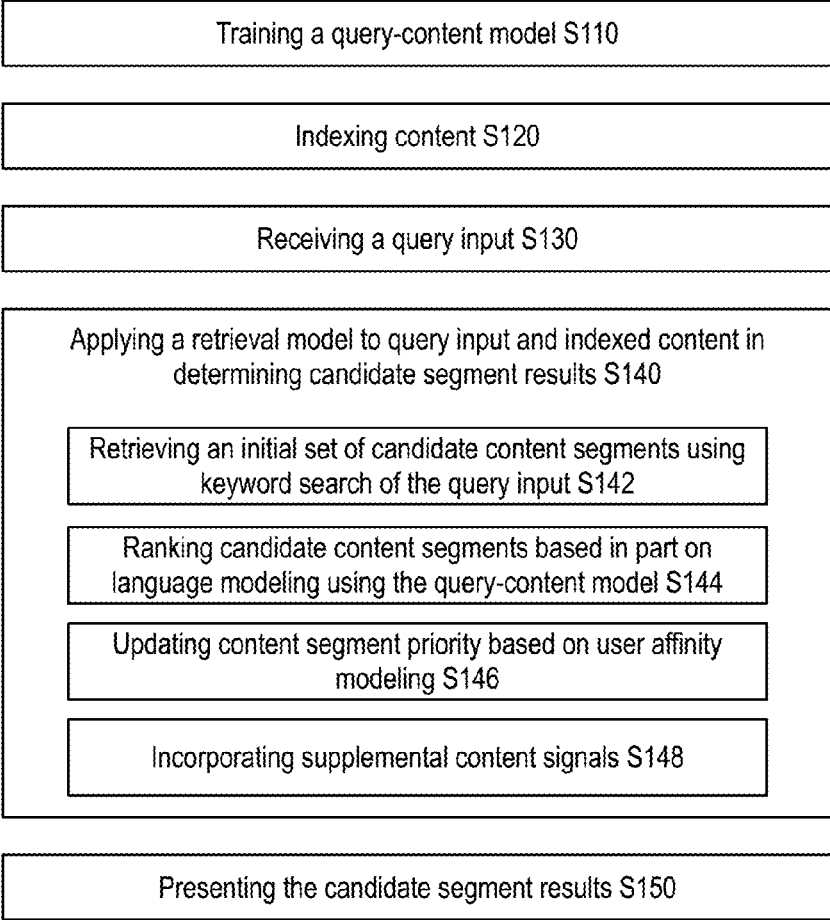 Training a query-content model S110
Indexing content S120
Receiving a query input S130
Applying a retrieval model to query input and indexed content in
determining candidate segment results S140
Retrieving an initial set of candidate content segments using
keyword search of the query input S142
Ranking candidate content segments based in part on
language modeling using the query-content model S144
Updating content segment priority based on user affinity
modeling S146
Incorporating supplemental content signals S148
Presenting the candidate segment results S150